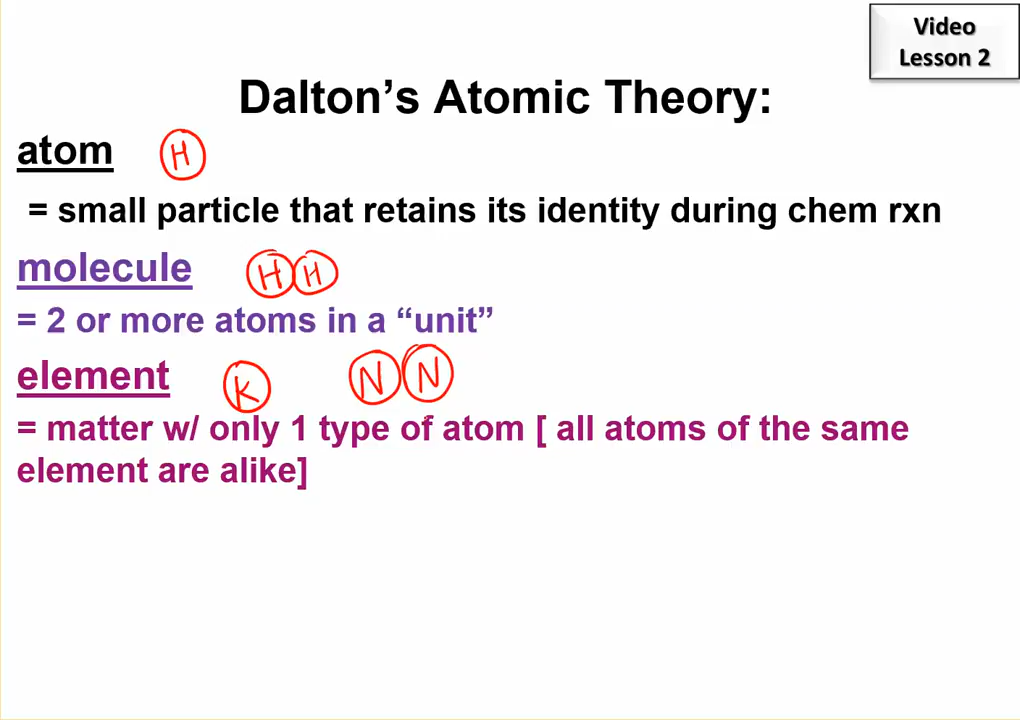 Video
Lesson 2
Dalton’s Atomic Theory:
atom H
= small particle that retains its identity during chem rxn
molecule H H
= 2 or more atoms in a “unit”
element K N N
= matter w/ only 1 type of atom [ all atoms of the same
element are alike]